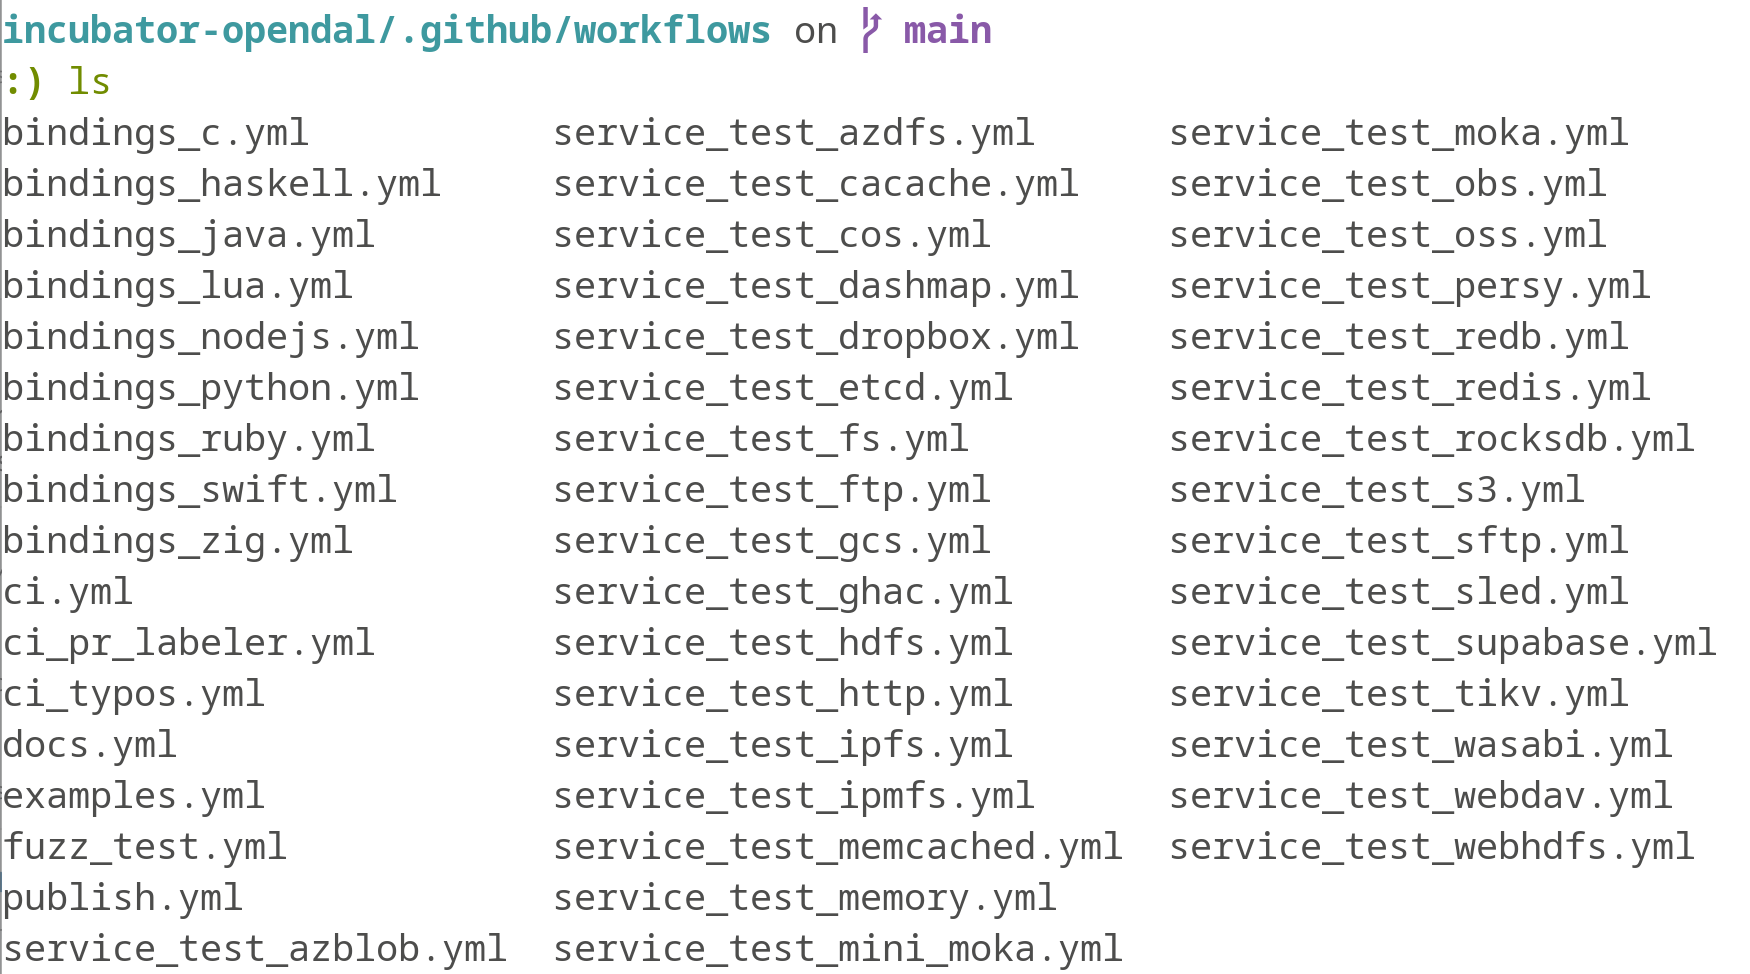 incubator-opendal/.github/workflows on main
:) ls
bindings_c.yml service_test_azdfs.yml service_test_moka.yml
bindings_haskell.yml service_test_cacache.yml service_test_obs.yml
bindings_java.yml service_test_cos.yml service_test_oss.yml
bindings_lua.yml service_test_dashmap.yml service_test_persy.yml
bindings_nodejs.yml service_test_dropbox.yml service_test_redb.yml
bindings_python.yml service_test_etcd.yml service_test_redis.yml
bindings_ruby.yml service_test_fs.yml service_test_rocksdb.yml
bindings_swift.yml service_test_ftp.yml service_test_s3.yml
bindings_zig.yml service_test_gcs.yml service_test_sftp.yml
ci.yml service_test_ghac.yml service_test_sled.yml
ci_pr_labeler.yml service_test_hdfs.yml service_test_supabase.yml
ci_typos.yml service_test_http.yml service_test_tikv.yml
docs.yml service_test_ipfs.yml service_test_wasabi.yml
examples.yml service_test_ipmfs.yml service_test_webdav.yml
fuzz_test.yml service_test_memcached.yml service_test_webhdfs.yml
publish.yml service_test_memory.yml
service_test_azblob.yml service_test_mini_moka.yml